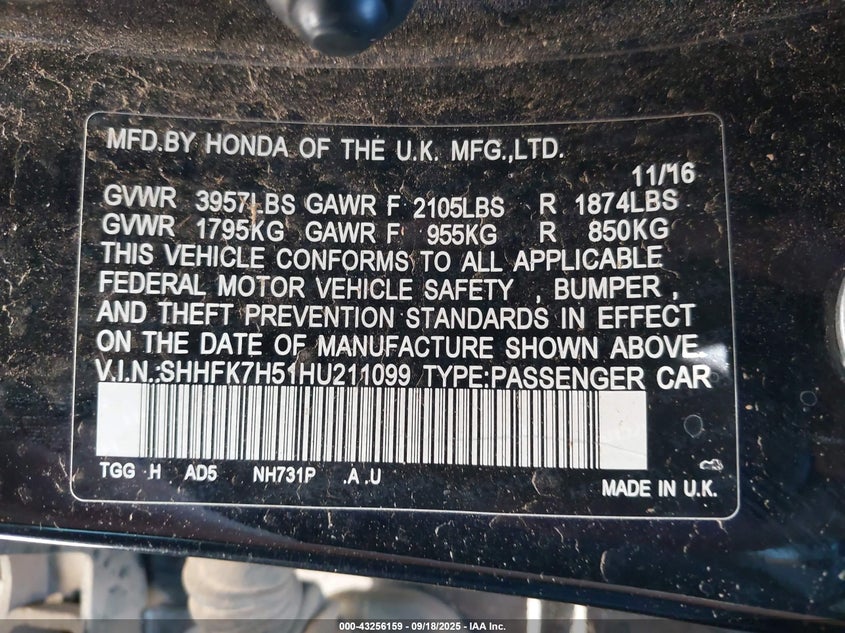 MFD.BY HONDA OF THE U.K. MFG.,LTD.
11/16
GVWR 3957LBS GAWR F 2105LBS R 1874LBS
GVWR 1795KG GAWR F 955KG R 850KG
THIS VEHICLE CONFORMS TO ALL APPLICABLE
FEDERAL MOTOR VEHICLE SAFETY , BUMPER ,
AND THEFT PREVENTION STANDARDS IN EFFECT
ON THE DATE OF MANUFACTURE SHOWN ABOVE.
V.I.N.:SHHFK7H51HU211099 TYPE:PASSENGER CAR
TGG H AD5 NH731P .A .U
MADE IN U.K.
000-43256159 - 09/18/2025 - IAA Inc.